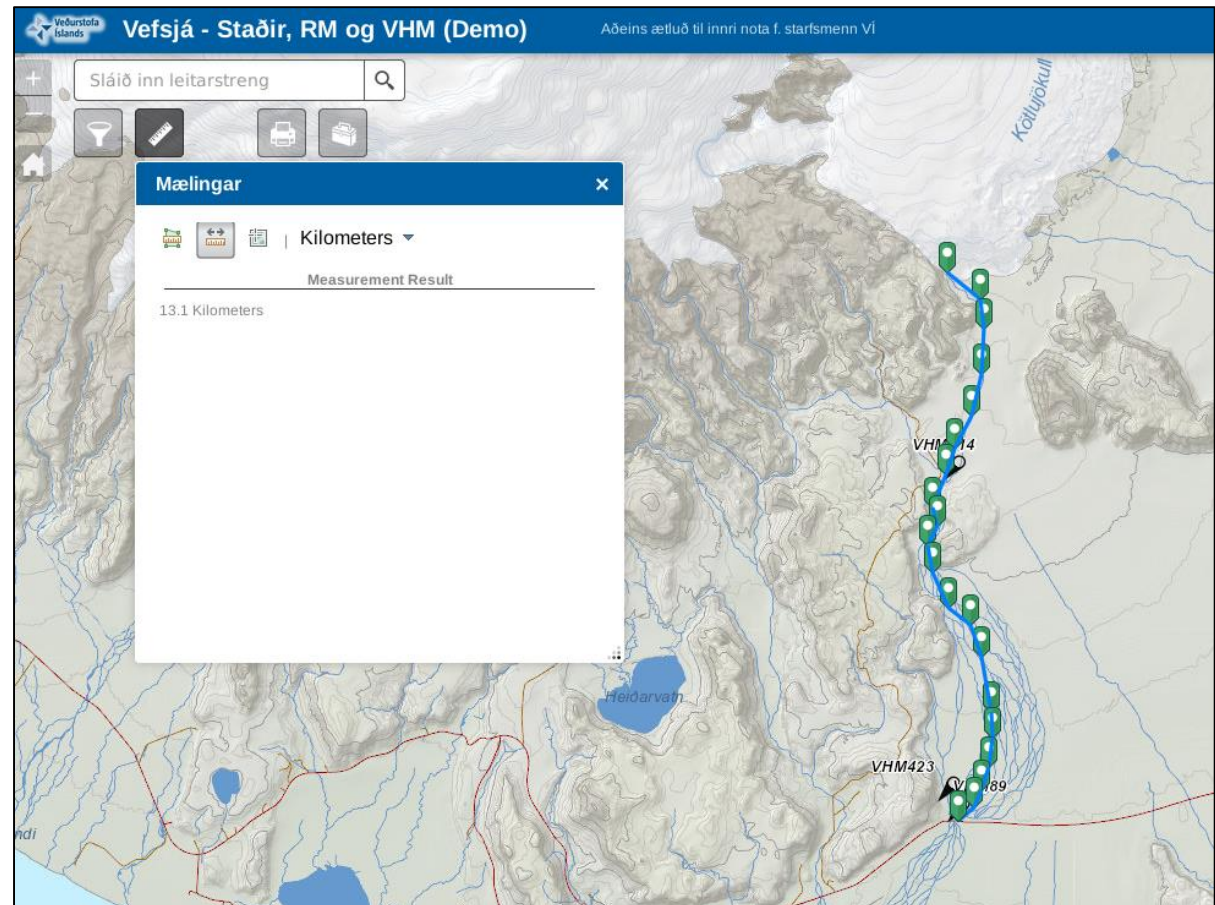 Veðurstofa
Íslands
Vefsjá - Staðir, RM og VHM (Demo)
Aðeins ætluð til innri nota f. starfsmenn VÍ
Sláið inn leitarstreng
Mælingar
Kilometers
Measurement Result
13.1 Kilometers
Kötlujökull
Heiðarvatn
VHM423